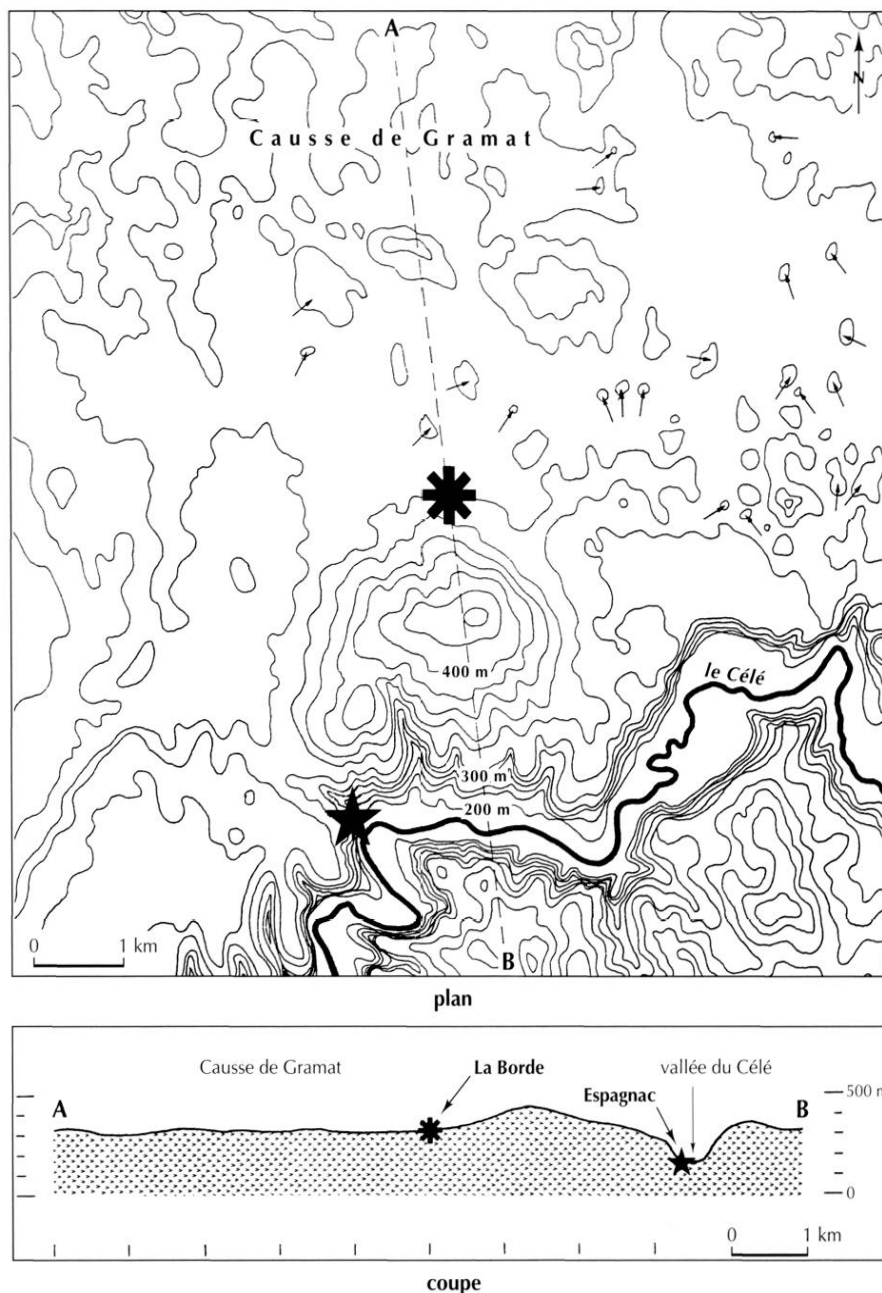 A
N
Causse de Gramat
400 m
le Célé
300 m
200 m
0 1 km
B
plan
Causse de Gramat
La Borde
vallée du Célé
Espagnac
500 m
A
B
0
0 1 km
coupe